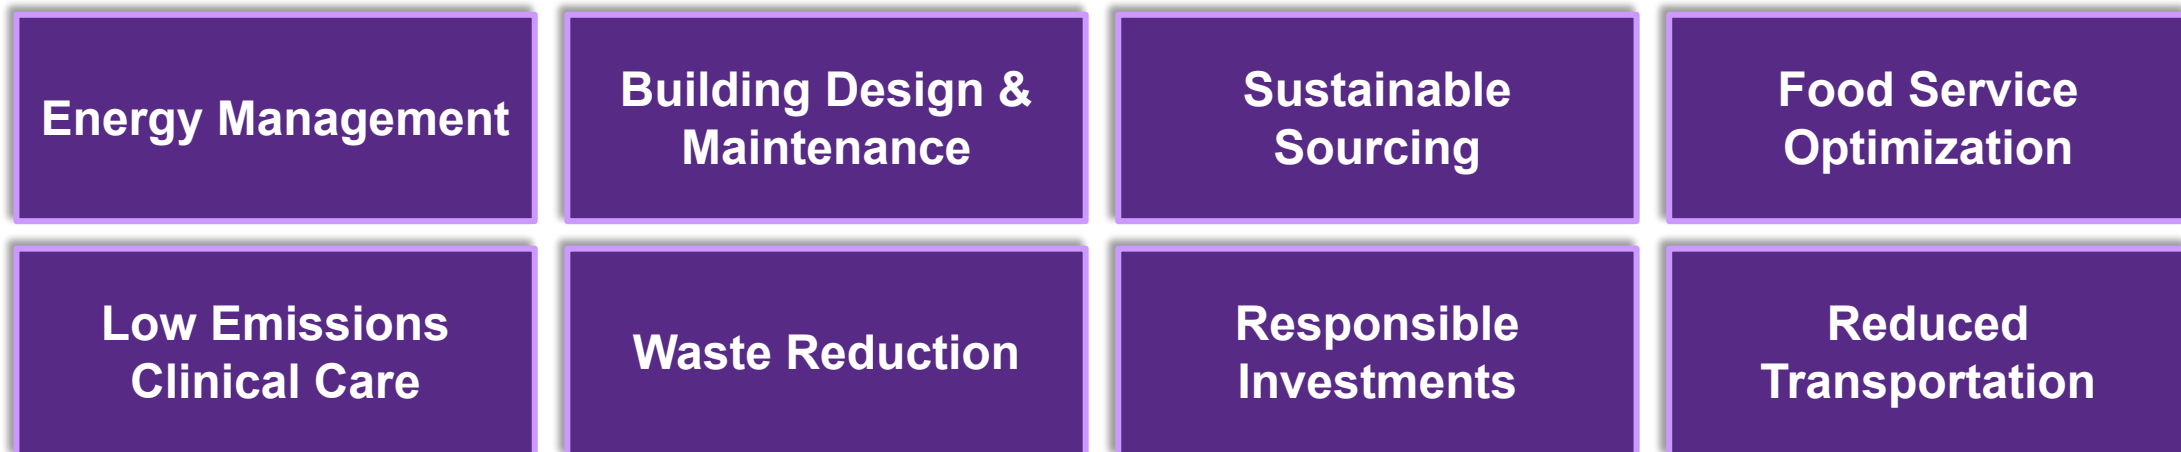 Energy Management
Building Design &
Maintenance
Sustainable
Sourcing
Food Service
Optimization
Low Emissions
Clinical Care
Waste Reduction
Responsible
Investments
Reduced
Transportation